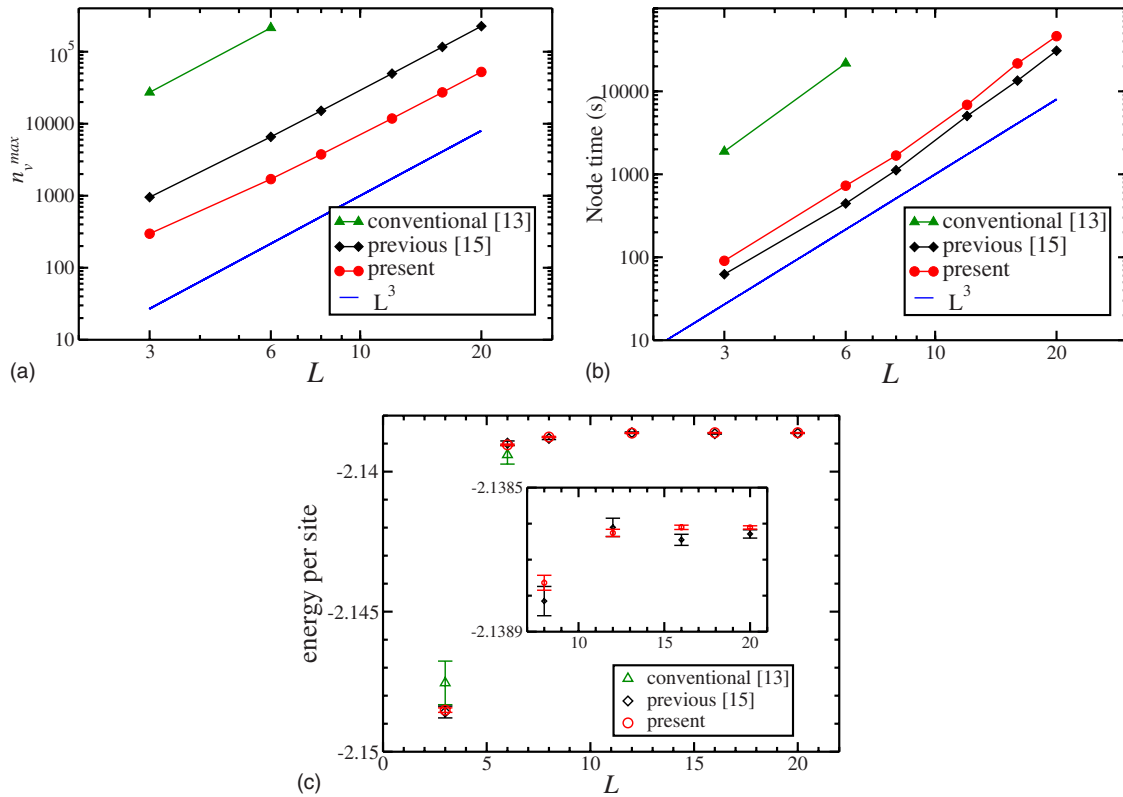 10^5
10000
1000
100
10
n_v^max
3
6
10
20
L
conventional [13]
previous [15]
present
L^3
(a)
10000
1000
100
10
Node time (s)
3
6
10
20
L
conventional [13]
previous [15]
present
L^3
(b)
-2.14
-2.145
-2.15
energy per site
0
5
10
15
20
L
-2.1385
-2.1389
10
15
20
conventional [13]
previous [15]
present
(c)